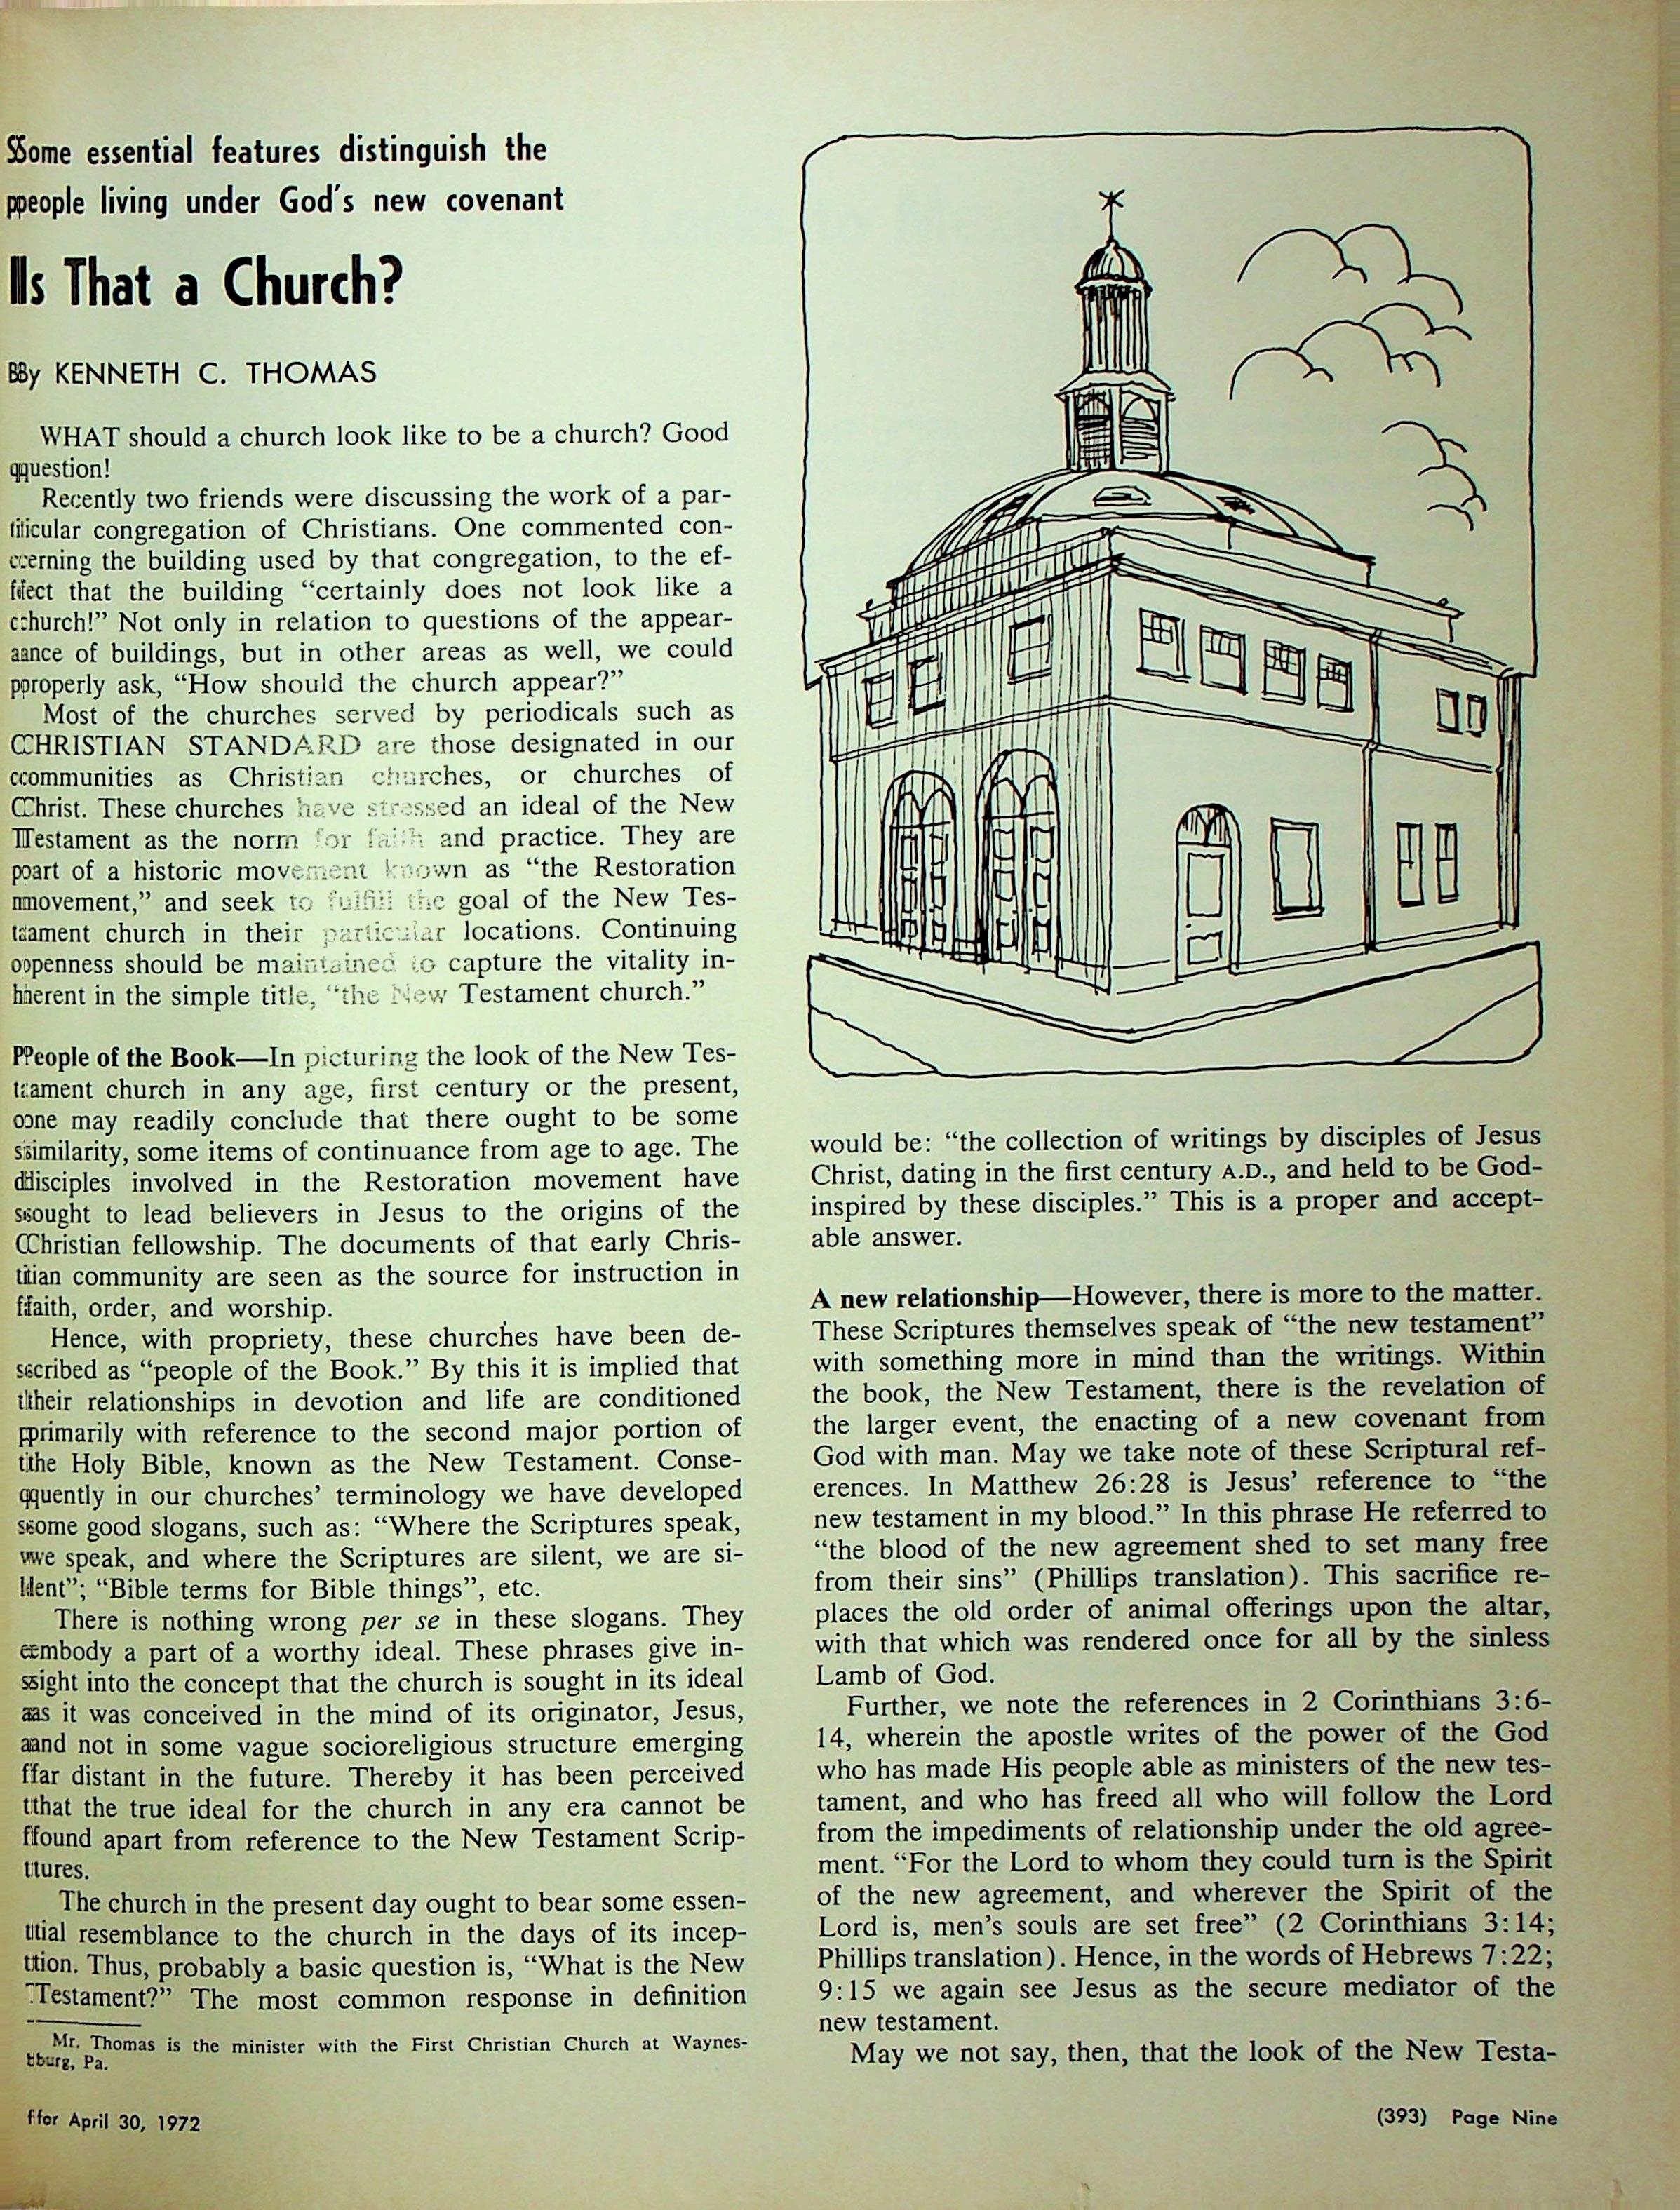 Some essential features distinguish the
people living under God's new covenant
Is That a Church?
By KENNETH C. THOMAS
WHAT should a church look like to be a church? Good
question!
Recently two friends were discussing the work of a par-
ticular congregation of Christians. One commented con-
cerning the building used by that congregation, to the ef-
fect that the building “certainly does not look like a
church!” Not only in relation to questions of the appear-
ance of buildings, but in other areas as well, we could
properly ask, “How should the church appear?”
Most of the churches served by periodicals such as
CHRISTIAN STANDARD are those designated in our
communities as Christian churches, or churches of
Christ. These churches have stressed an ideal of the New
Testament as the norm for faith and practice. They are
part of a historic movement known as “the Restoration
movement,” and seek to fulfill the goal of the New Tes-
tament church in their particular locations. Continuing
openness should be maintained to capture the vitality in-
herent in the simple title, “the New Testament church.”
People of the Book—In picturing the look of the New Tes-
tament church in any age, first century or the present,
one may readily conclude that there ought to be some
similarity, some items of continuance from age to age. The
disciples involved in the Restoration movement have
sought to lead believers in Jesus to the origins of the
Christian fellowship. The documents of that early Chris-
tian community are seen as the source for instruction in
faith, order, and worship.
Hence, with propriety, these churches have been de-
scribed as “people of the Book.” By this it is implied that
their relationships in devotion and life are conditioned
primarily with reference to the second major portion of
the Holy Bible, known as the New Testament. Conse-
quently in our churches’ terminology we have developed
some good slogans, such as: “Where the Scriptures speak,
we speak, and where the Scriptures are silent, we are si-
lent”; “Bible terms for Bible things”, etc.
There is nothing wrong per se in these slogans. They
embody a part of a worthy ideal. These phrases give in-
sight into the concept that the church is sought in its ideal
as it was conceived in the mind of its originator, Jesus,
and not in some vague socioreligious structure emerging
far distant in the future. Thereby it has been perceived
that the true ideal for the church in any era cannot be
found apart from reference to the New Testament Scrip-
tures.
The church in the present day ought to bear some essen-
tial resemblance to the church in the days of its incep-
tion. Thus, probably a basic question is, “What is the New
Testament?” The most common response in definition
Mr. Thomas is the minister with the First Christian Church at Waynes-
burg, Pa.
would be: “the collection of writings by disciples of Jesus
Christ, dating in the first century A.D., and held to be God-
inspired by these disciples.” This is a proper and accept-
able answer.
A new relationship—However, there is more to the matter.
These Scriptures themselves speak of “the new testament”
with something more in mind than the writings. Within
the book, the New Testament, there is the revelation of
the larger event, the enacting of a new covenant from
God with man. May we take note of these Scriptural ref-
erences. In Matthew 26:28 is Jesus’ reference to “the
new testament in my blood.” In this phrase He referred to
“the blood of the new agreement shed to set many free
from their sins” (Phillips translation). This sacrifice re-
places the old order of animal offerings upon the altar,
with that which was rendered once for all by the sinless
Lamb of God.
Further, we note the references in 2 Corinthians 3:6-
14, wherein the apostle writes of the power of the God
who has made His people able as ministers of the new tes-
tament, and who has freed all who will follow the Lord
from the impediments of relationship under the old agree-
ment. “For the Lord to whom they could turn is the Spirit
of the new agreement, and wherever the Spirit of the
Lord is, men’s souls are set free” (2 Corinthians 3:14;
Phillips translation). Hence, in the words of Hebrews 7:22;
9:15 we again see Jesus as the secure mediator of the
new testament.
May we not say, then, that the look of the New Testa-
for April 30, 1972
(393) Page Nine